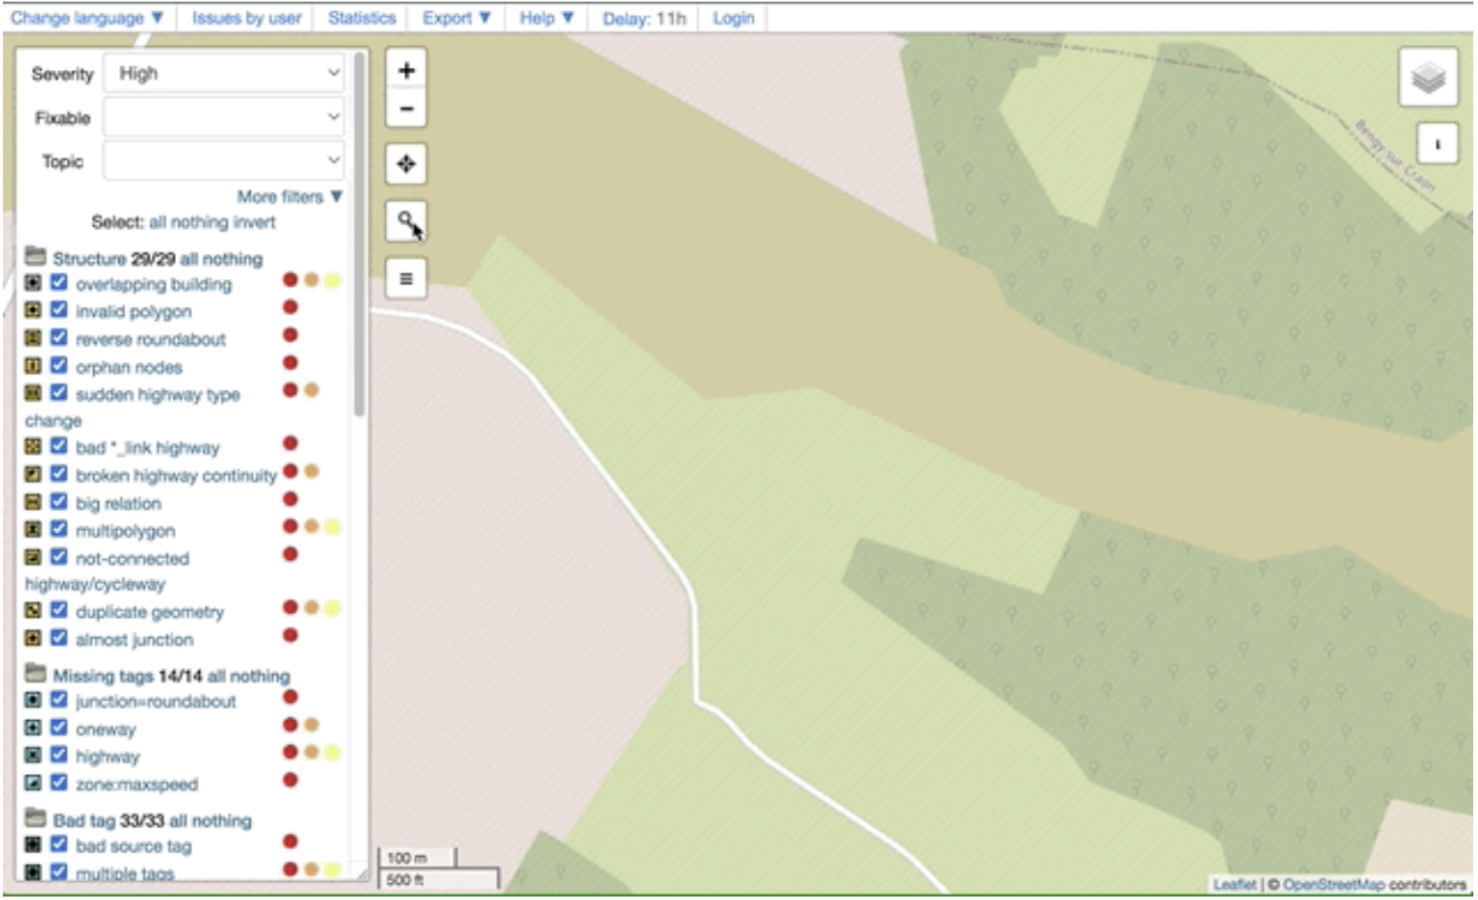 Change language ▼ Issues by user Statistics Export ▼ Help ▼ Delay: 11h Login
Severity High
Fixable
Topic
More filters ▼
Select: all nothing invert
Structure 29/29 all nothing
overlapping building
invalid polygon
reverse roundabout
orphan nodes
sudden highway type
change
bad *_link highway
broken highway continuity
big relation
multipolygon
not-connected
highway/cycleway
duplicate geometry
almost junction
Missing tags 14/14 all nothing
junction=roundabout
oneway
highway
zone:maxspeed
Bad tag 33/33 all nothing
bad source tag
multiple tags
+
−
≡
i
Bengy-sur-Craon
100 m
500 ft
Leaflet | © OpenStreetMap contributors